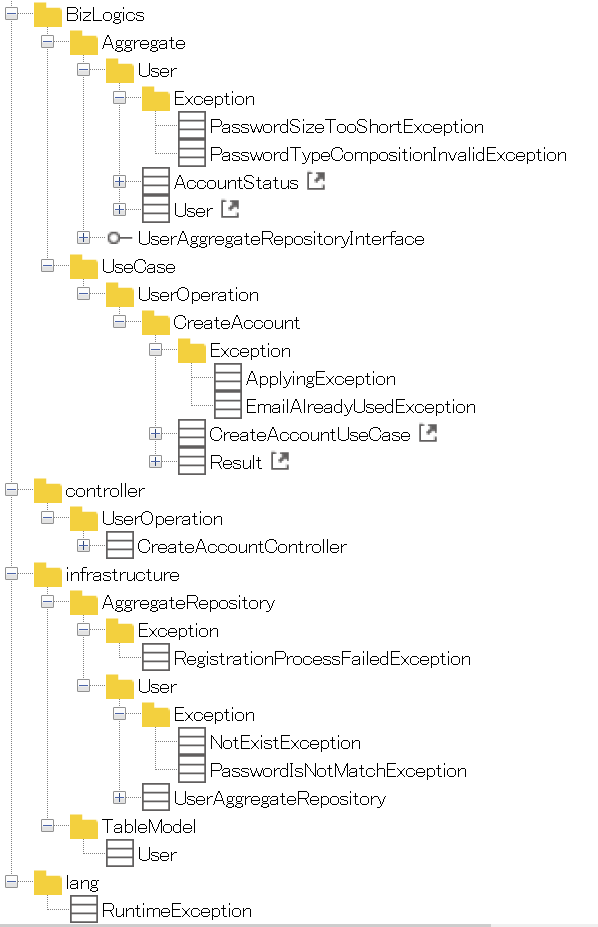 BizLogics
Aggregate
User
Exception
PasswordSizeTooShortException
PasswordTypeCompositionInvalidException
AccountStatus
User
UserAggregateRepositoryInterface
UseCase
UserOperation
CreateAccount
Exception
ApplyingException
EmailAlreadyUsedException
CreateAccountUseCase
Result
controller
UserOperation
CreateAccountController
infrastructure
AggregateRepository
Exception
RegistrationProcessFailedException
User
Exception
NotExistException
PasswordIsNotMatchException
UserAggregateRepository
TableModel
User
lang
RuntimeException